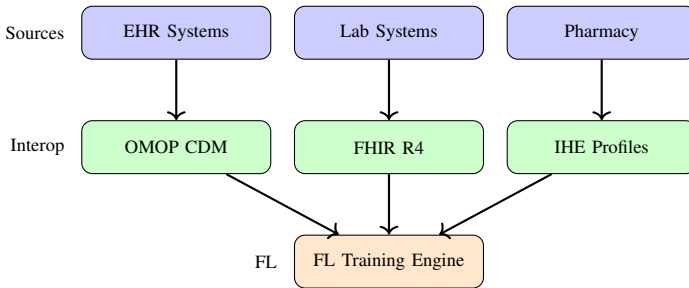 Sources
EHR Systems
Lab Systems
Pharmacy
Interop
OMOP CDM
FHIR R4
IHE Profiles
FL
FL Training Engine